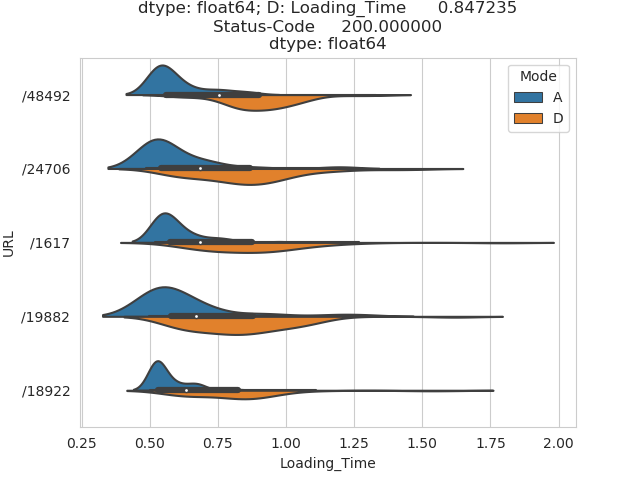 dtype: float64; D: Loading_Time 0.847235
Status-Code 200.000000
dtype: float64
Mode
A
D
/48492
/24706
/1617
/19882
/18922
URL
0.25 0.50 0.75 1.00 1.25 1.50 1.75 2.00
Loading_Time